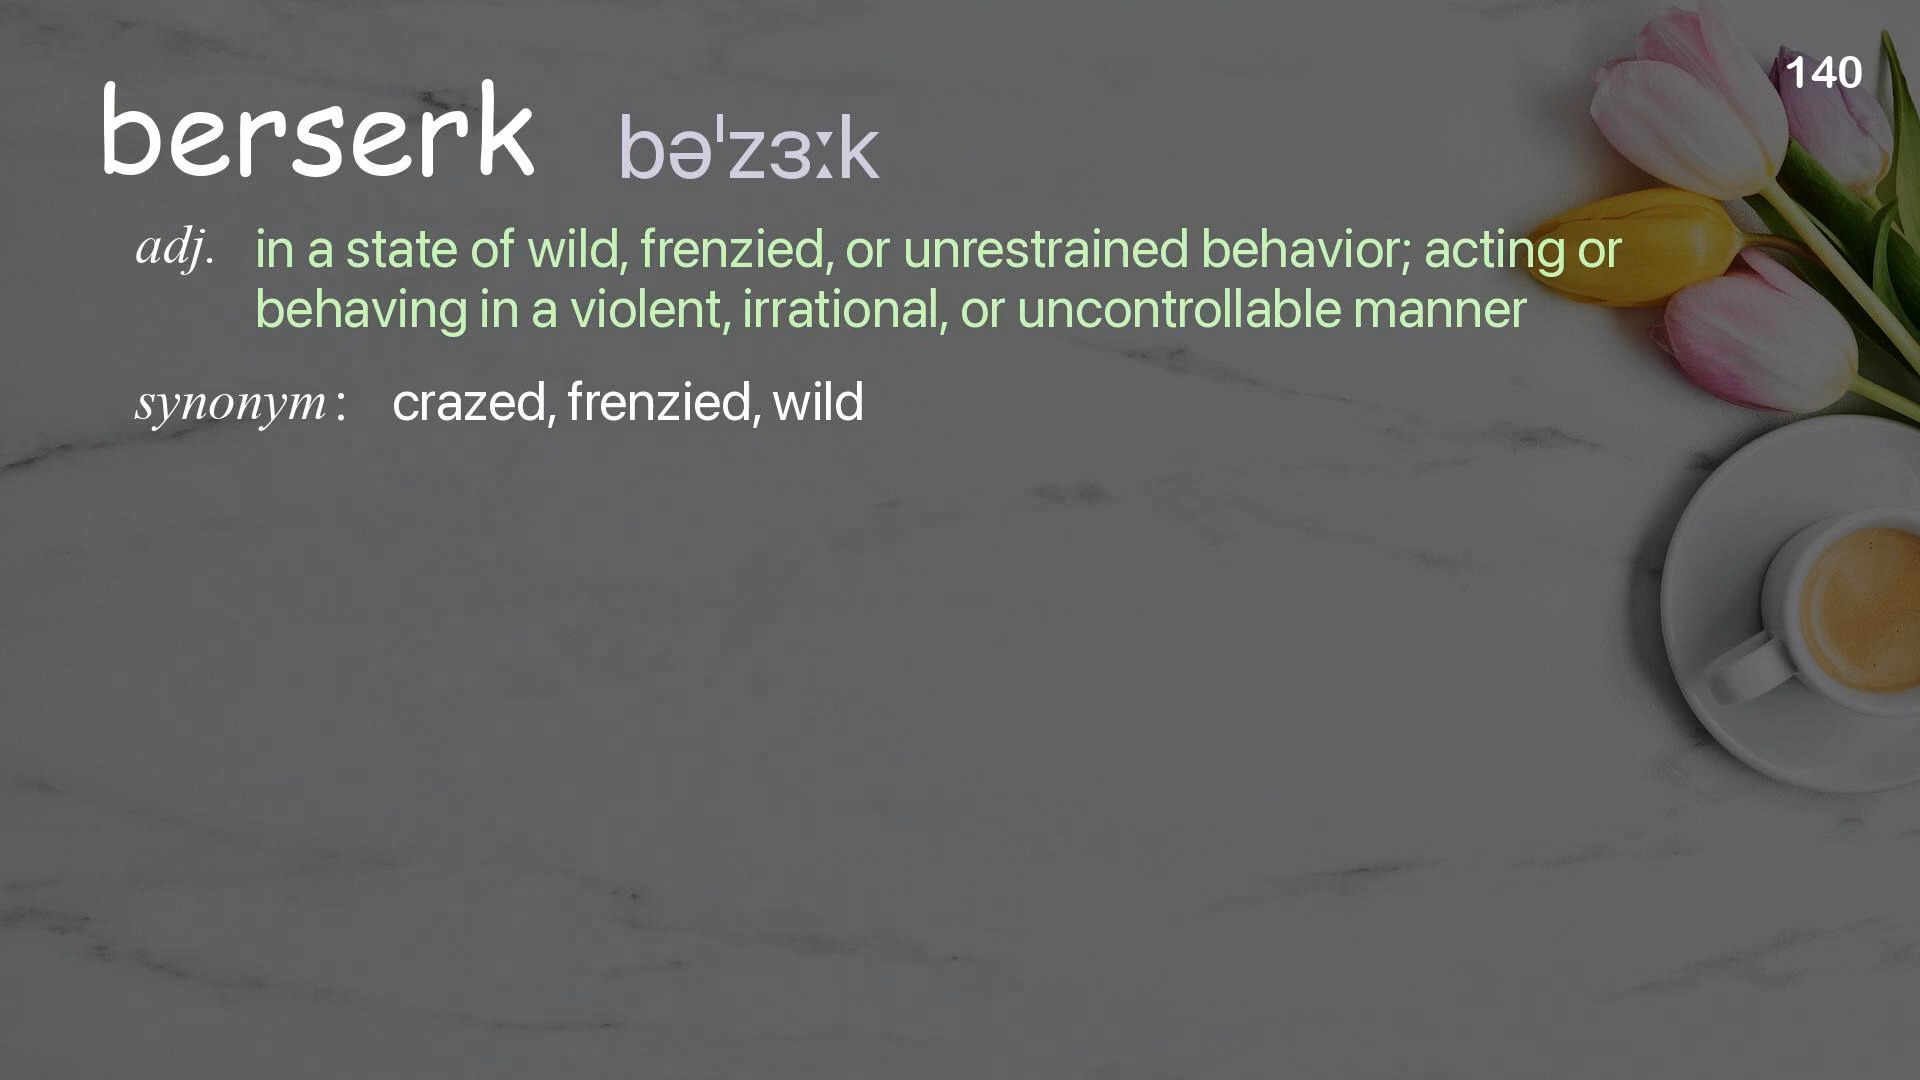 140
berserk bəˈzɜːk
adj. in a state of wild, frenzied, or unrestrained behavior; acting or
behaving in a violent, irrational, or uncontrollable manner
synonym : crazed, frenzied, wild